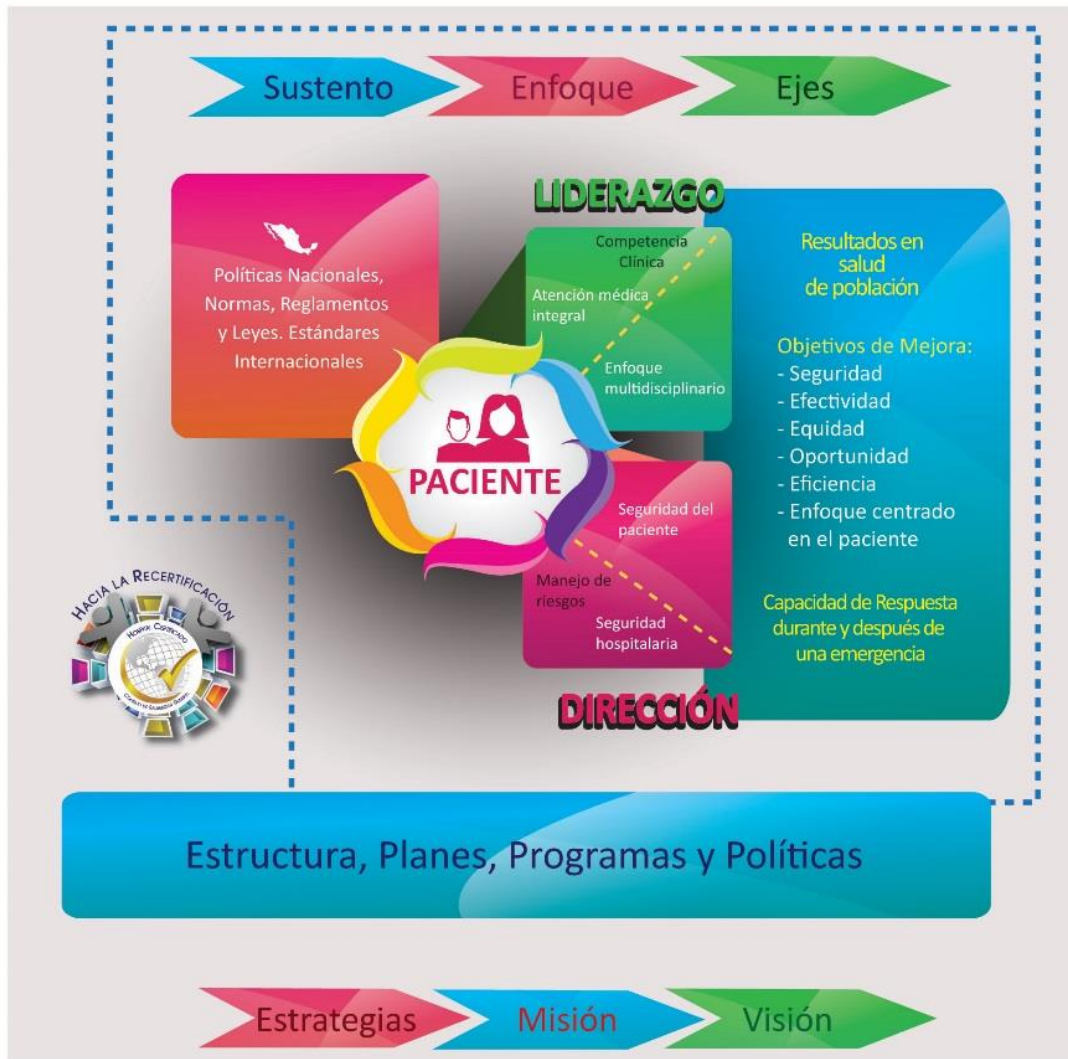 Sustento
Enfoque
Ejes
Políticas Nacionales,
Normas, Reglamentos
y Leyes. Estándares
Internacionales
LIDERAZGO
Competencia
Clínica
Atención médica
integral
Enfoque
multidisciplinario
PACIENTE
Seguridad del
paciente
Manejo de
riesgos
Seguridad
hospitalaria
DIRECCIÓN
Resultados en
salud
de población
Objetivos de Mejora:
- Seguridad
- Efectividad
- Equidad
- Oportunidad
- Eficiencia
- Enfoque centrado
en el paciente
Capacidad de Respuesta
durante y después de
una emergencia
HACIA LA RECERTIFICACIÓN
HOSPITAL CERTIFICADO
Estructura, Planes, Programas y Políticas
Estrategias
Misión
Visión